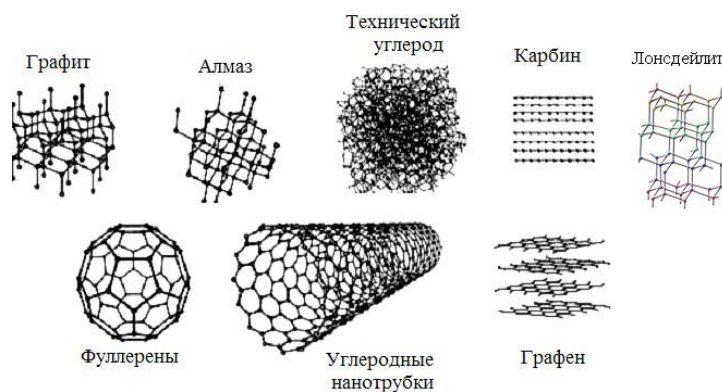 Графит
Алмаз
Технический
углерод
Карбин
Лонсдейлит
Фуллерены
Углеродные
нанотрубки
Графен